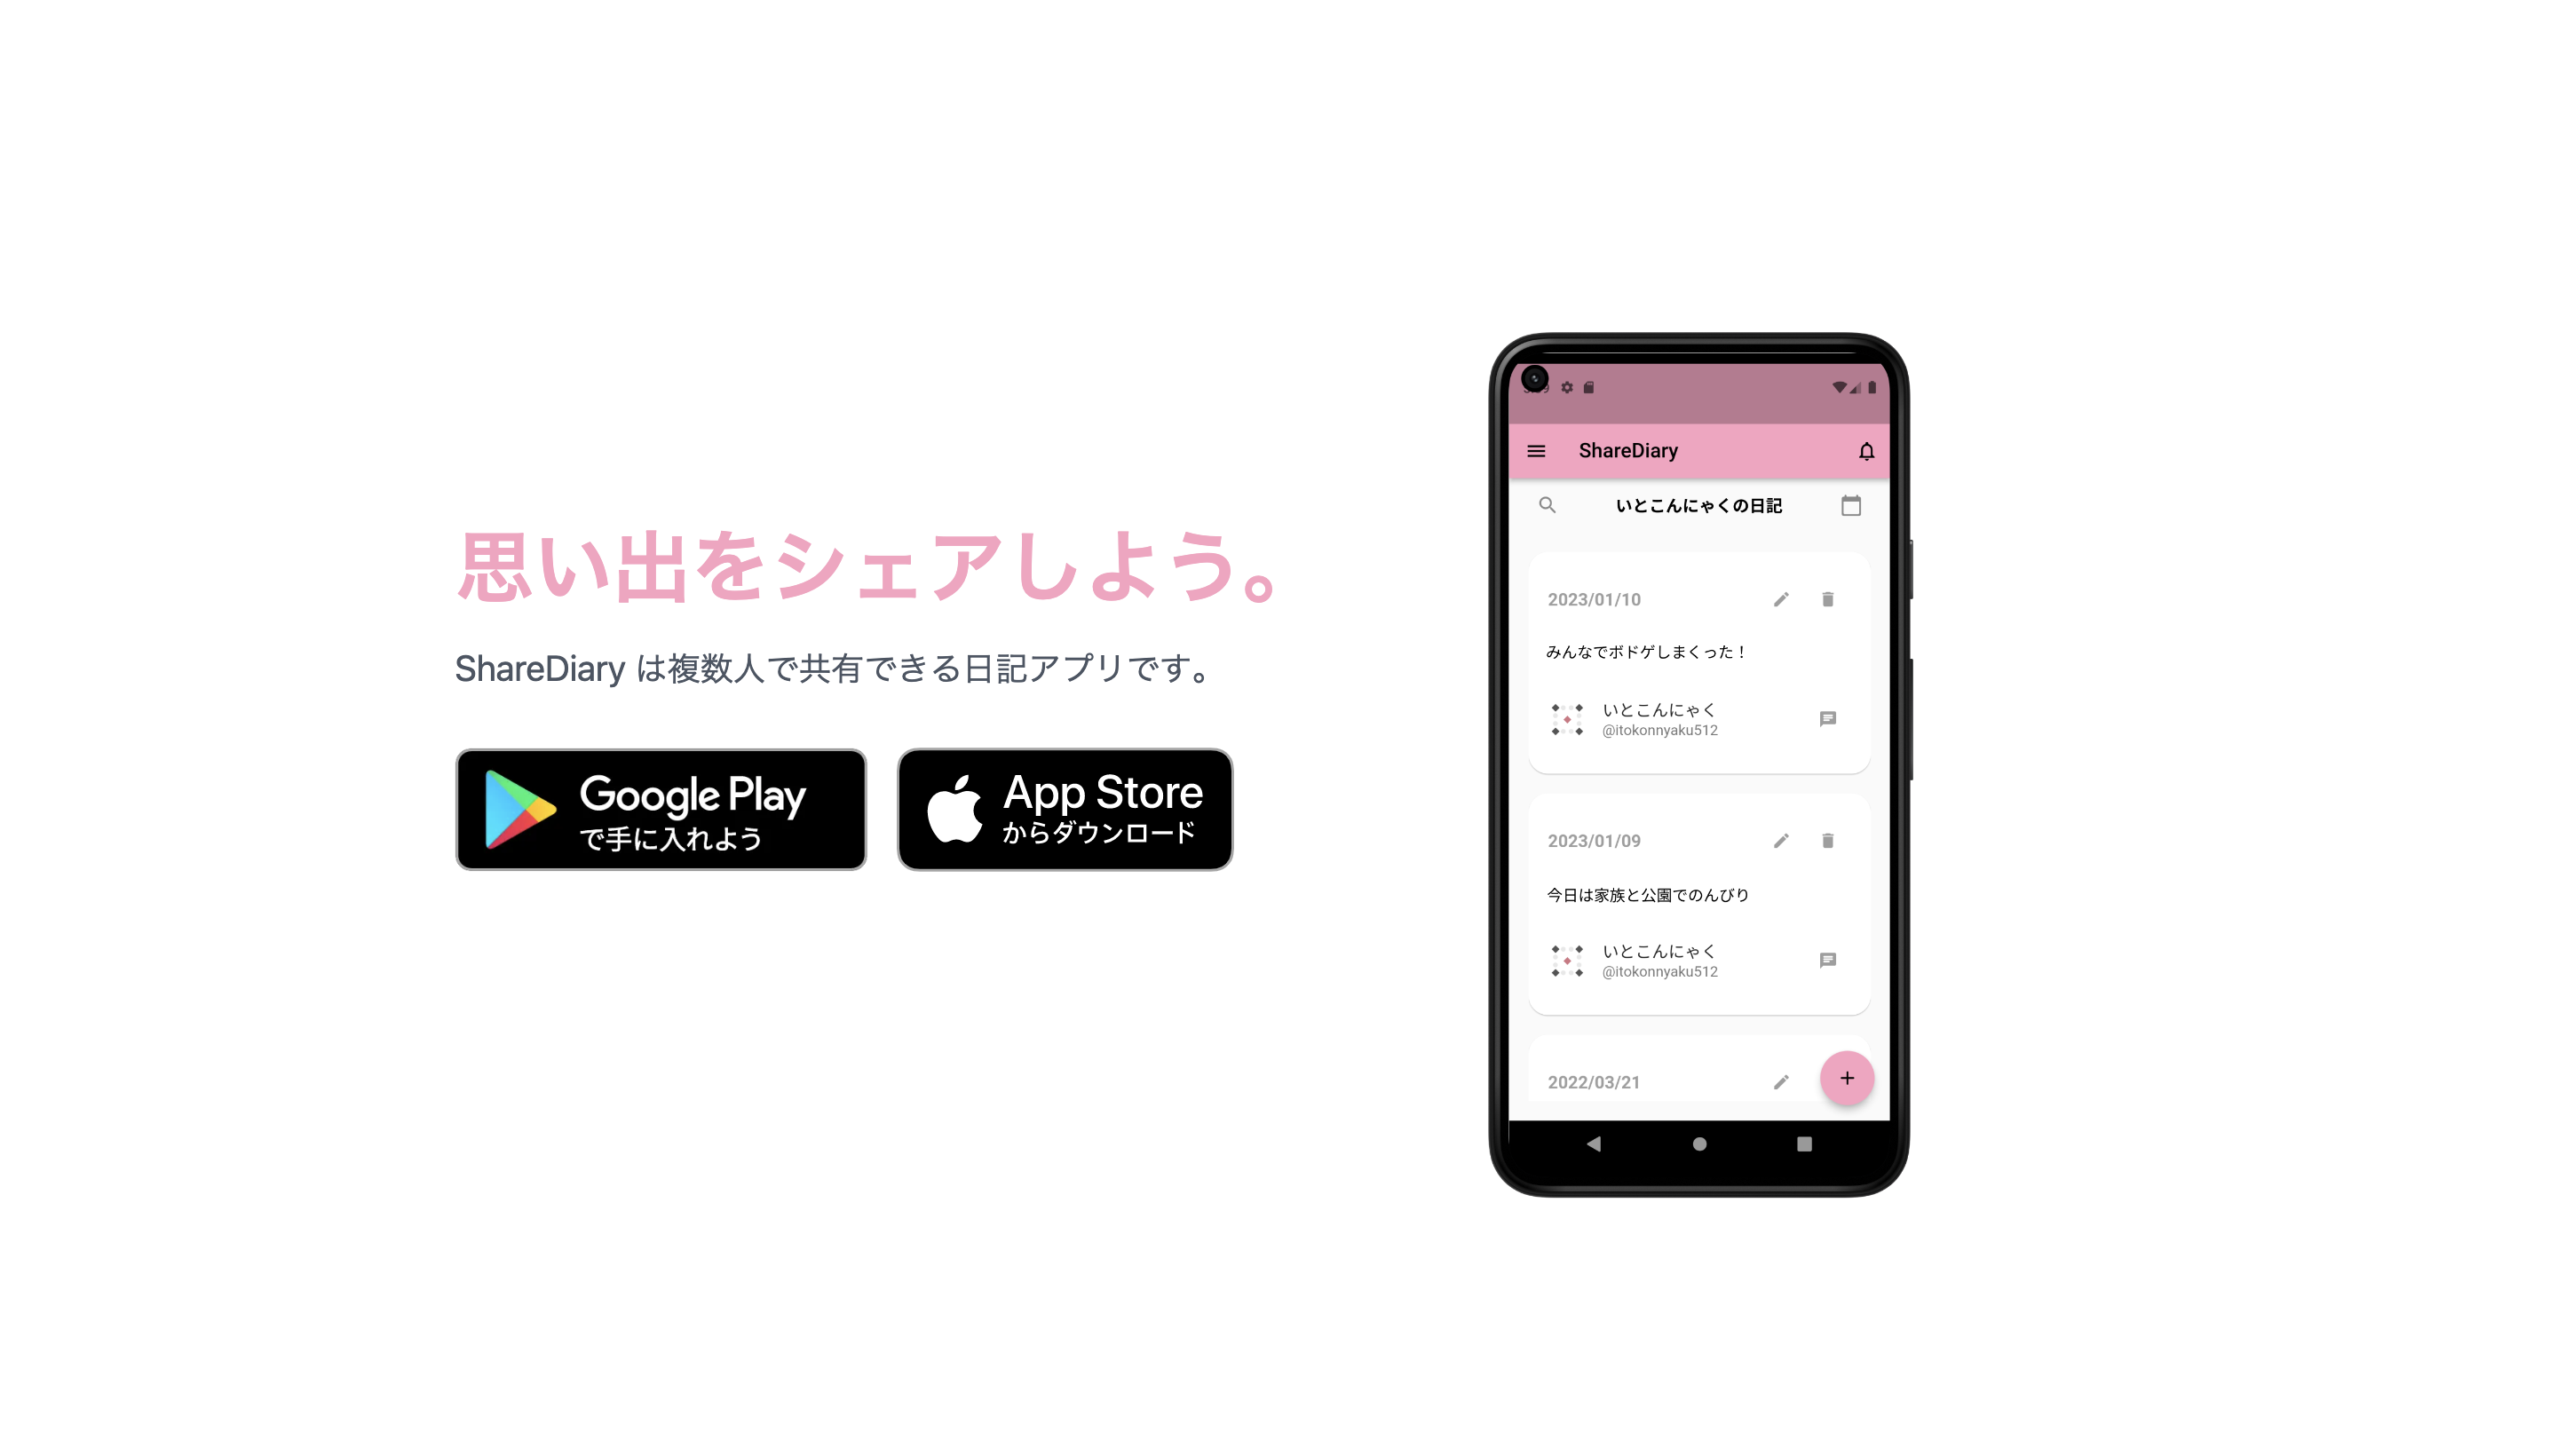 思い出をシェアしよう。
ShareDiary は複数人で共有できる日記アプリです。
Google Play
で手に入れよう
App Store
からダウンロード
ShareDiary
いとこんにゃくの日記
2023/01/10
みんなでボドゲしまくった！
いとこんにゃく
@itokonnyaku512
2023/01/09
今日は家族と公園でのんびり
いとこんにゃく
@itokonnyaku512
2022/03/21